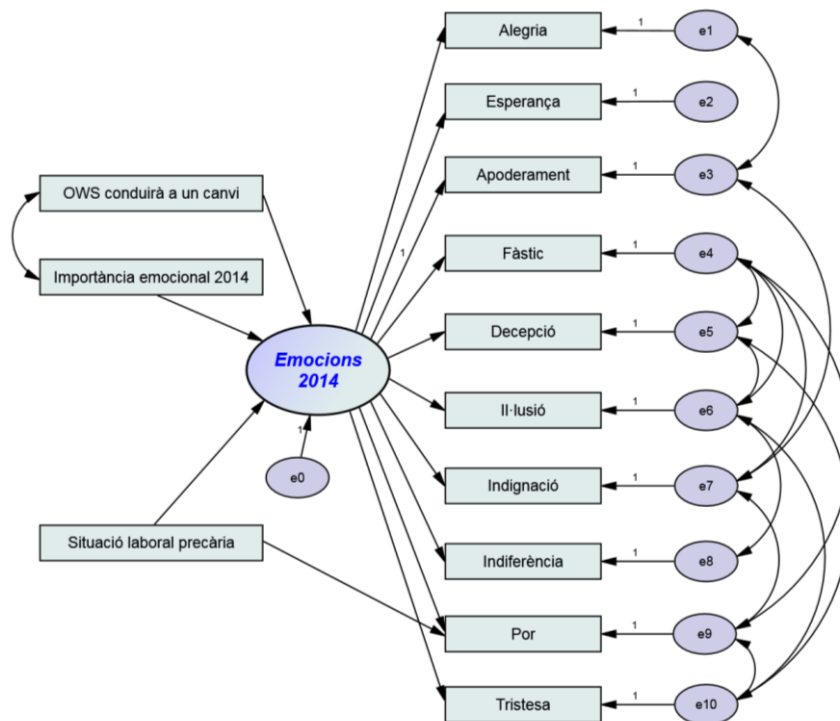 Alegria
1
e1
Esperança
1
e2
Apoderament
1
e3
OWS conduirà a un canvi
Importància emocional 2014
1
Fàstic
1
e4
Decepció
1
e5
Emocions
2014
Il·lusió
1
e6
1
e0
Indignació
1
e7
Situació laboral precària
Indiferència
1
e8
Por
1
e9
Tristesa
1
e10